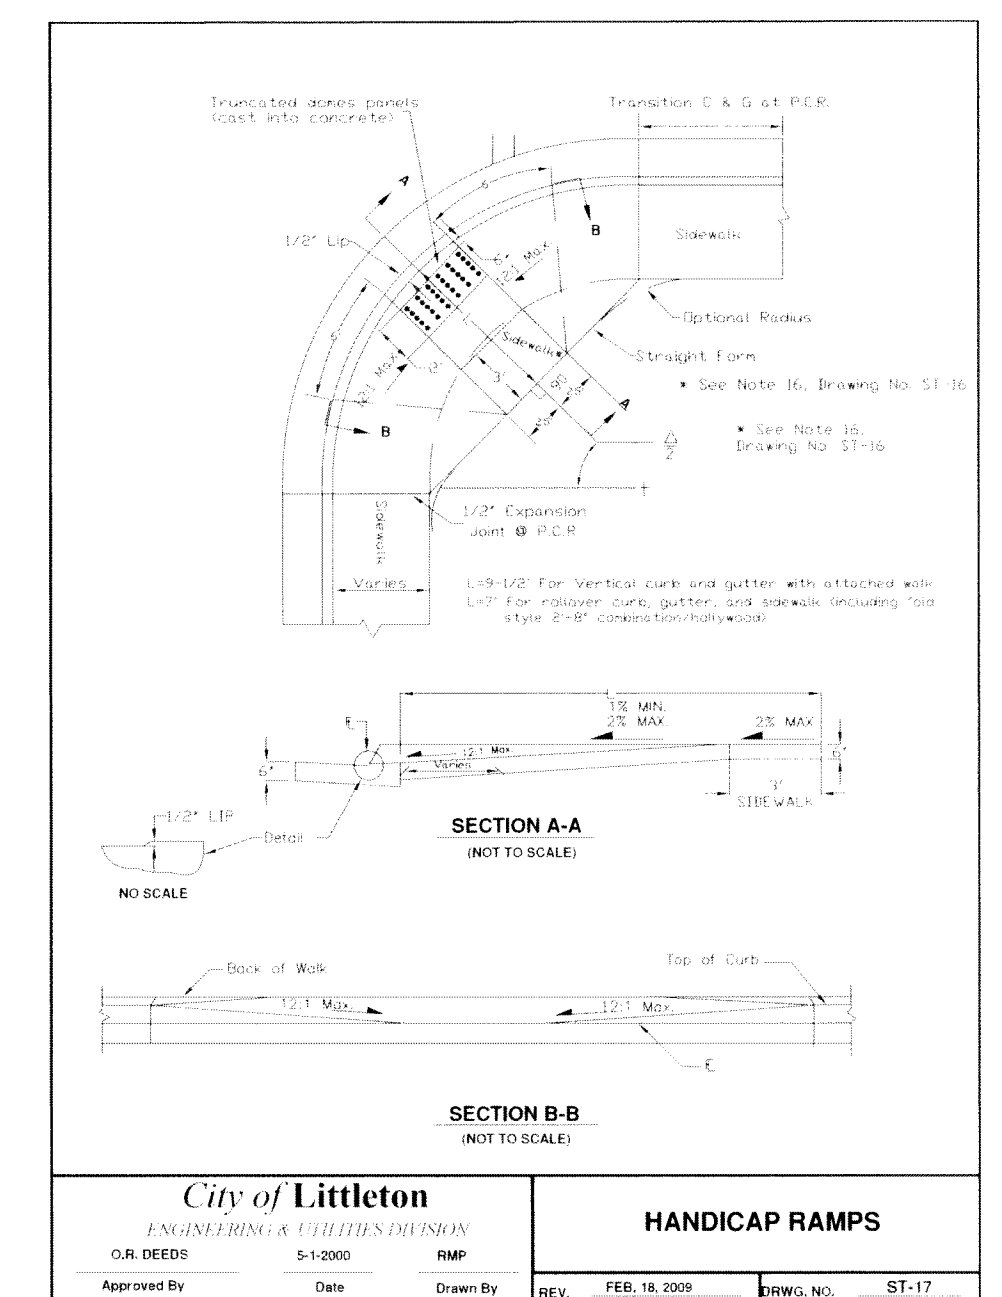 Truncated domes panels
(cast into concrete)
Transition C & G at P.C.R.
A
6'
B
1/2" Lip
Sidewalk
6"
12:1 Max
Optional Radius
6'
Sidewalk*
Straight Form
2'
12:1 Max
3'
90
25"
* See Note 16, Drawing No. ST-16
A
25"
B
* See Note 16,
Drawing No. ST-16
△
2
1/2" Expansion
Joint @ P.C.R
Sidewalk
Varies
L=9-1/2' For Vertical curb and gutter with attached walk
L=7' For rollover curb, gutter, and sidewalk (including "old
style 2'-8" combination/hollywood)
L
1% MIN.
2% MAX.
2% MAX
12:1 Max.
Varies
6"
6"
3'
SIDEWALK
1/2" LIP
Detail
SECTION A-A
(NOT TO SCALE)
NO SCALE
Back of Walk
Top of Curb
12:1 Max.
12:1 Max.
SECTION B-B
(NOT TO SCALE)
City of Littleton
ENGINEERING & UTILITIES DIVISION
HANDICAP RAMPS
O.R. DEEDS
5-1-2000
RMP
Approved By
Date
Drawn By
REV. FEB, 18, 2009
DRWG. NO. ST-17